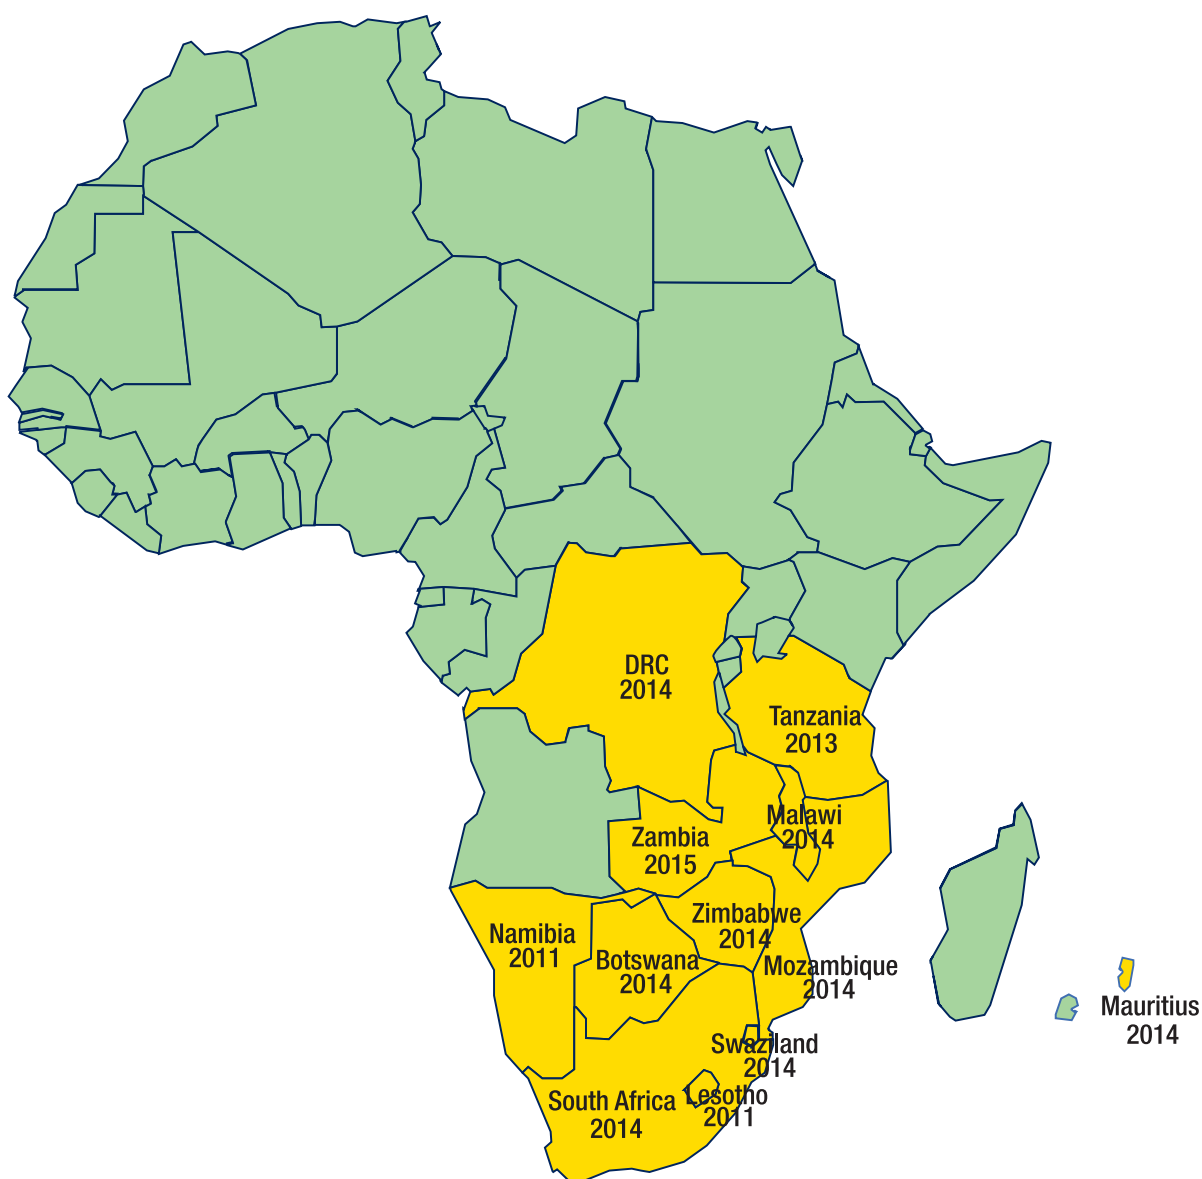 DRC
2014
Tanzania
2013
Malawi
2014
Zambia
2015
Zimbabwe
2014
Namibia
2011
Botswana
2014
Mozambique
2014
Mauritius
2014
Swaziland
2014
South Africa
2014
Lesotho
2011